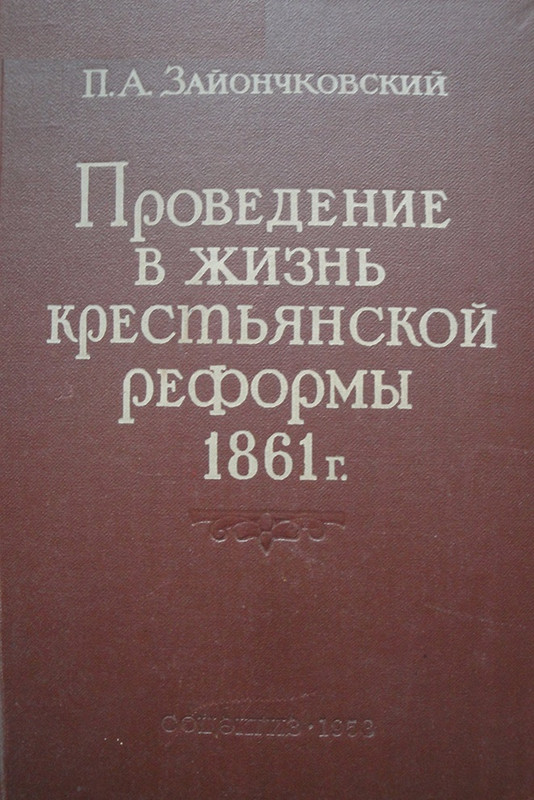 П.А. Зайончковский
Проведение
в жизнь
крестьянской
реформы
1861 г.
Соцэкгиз · 1958